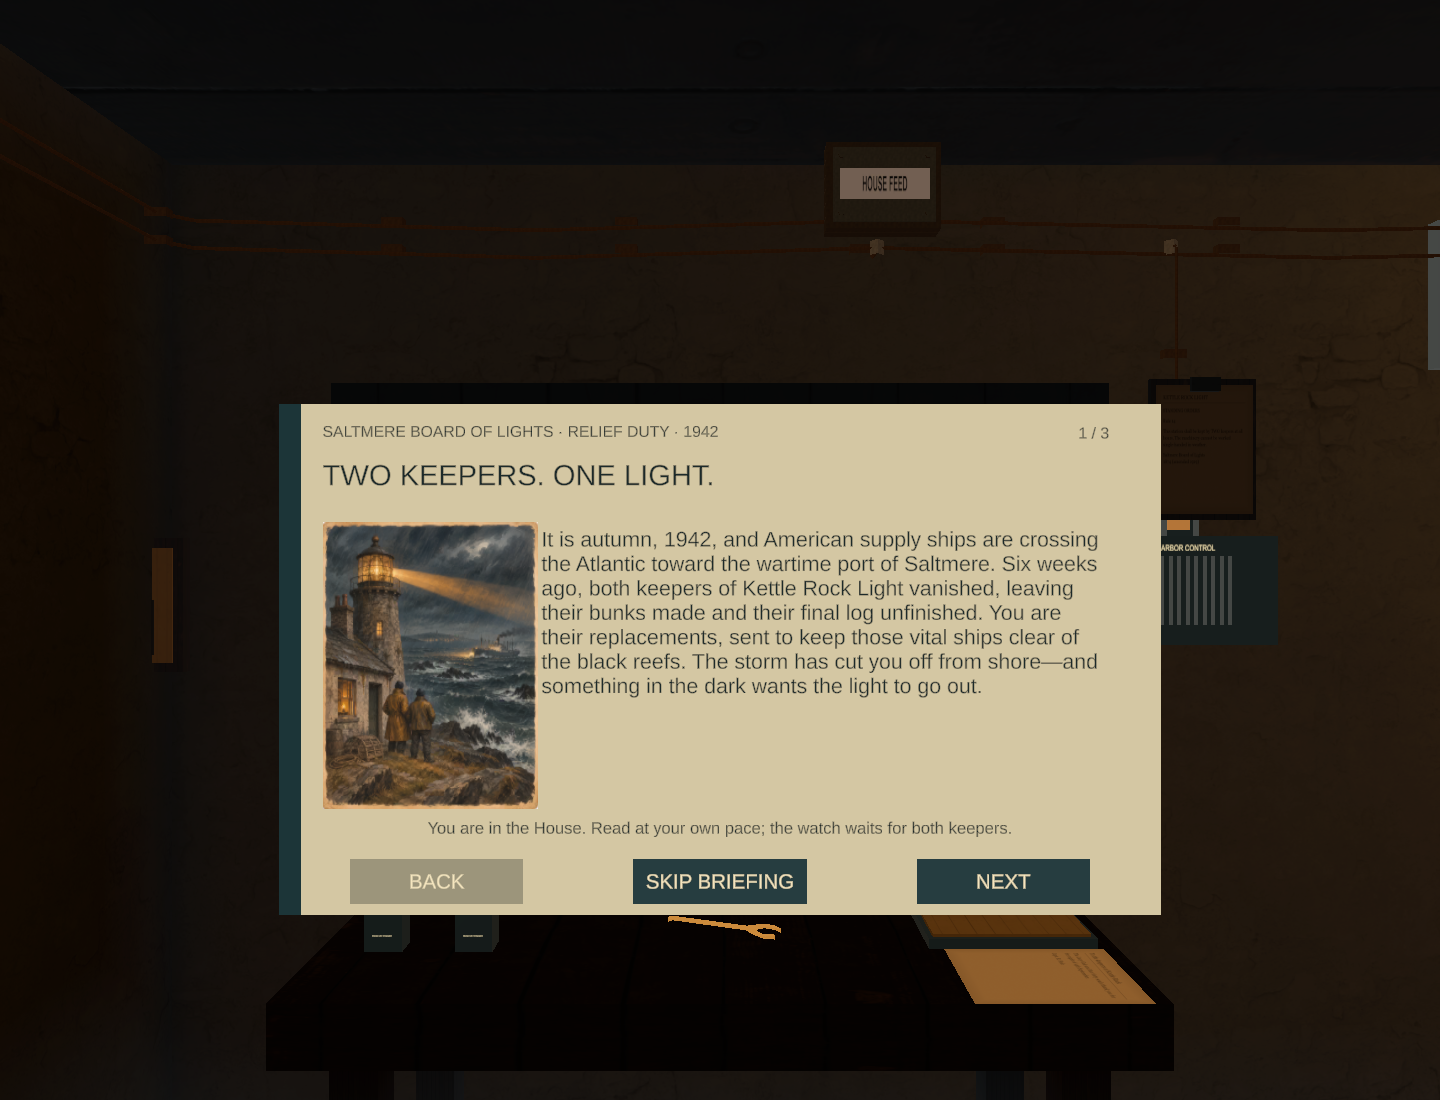 HOUSE FEED
SALTMERE BOARD OF LIGHTS · RELIEF DUTY · 1942
1 / 3
TWO KEEPERS. ONE LIGHT.
It is autumn, 1942, and American supply ships are crossing
the Atlantic toward the wartime port of Saltmere. Six weeks
ago, both keepers of Kettle Rock Light vanished, leaving
their bunks made and their final log unfinished. You are
their replacements, sent to keep those vital ships clear of
the black reefs. The storm has cut you off from shore—and
something in the dark wants the light to go out.
ARBOR CONTROL
You are in the House. Read at your own pace; the watch waits for both keepers.
BACK
SKIP BRIEFING
NEXT